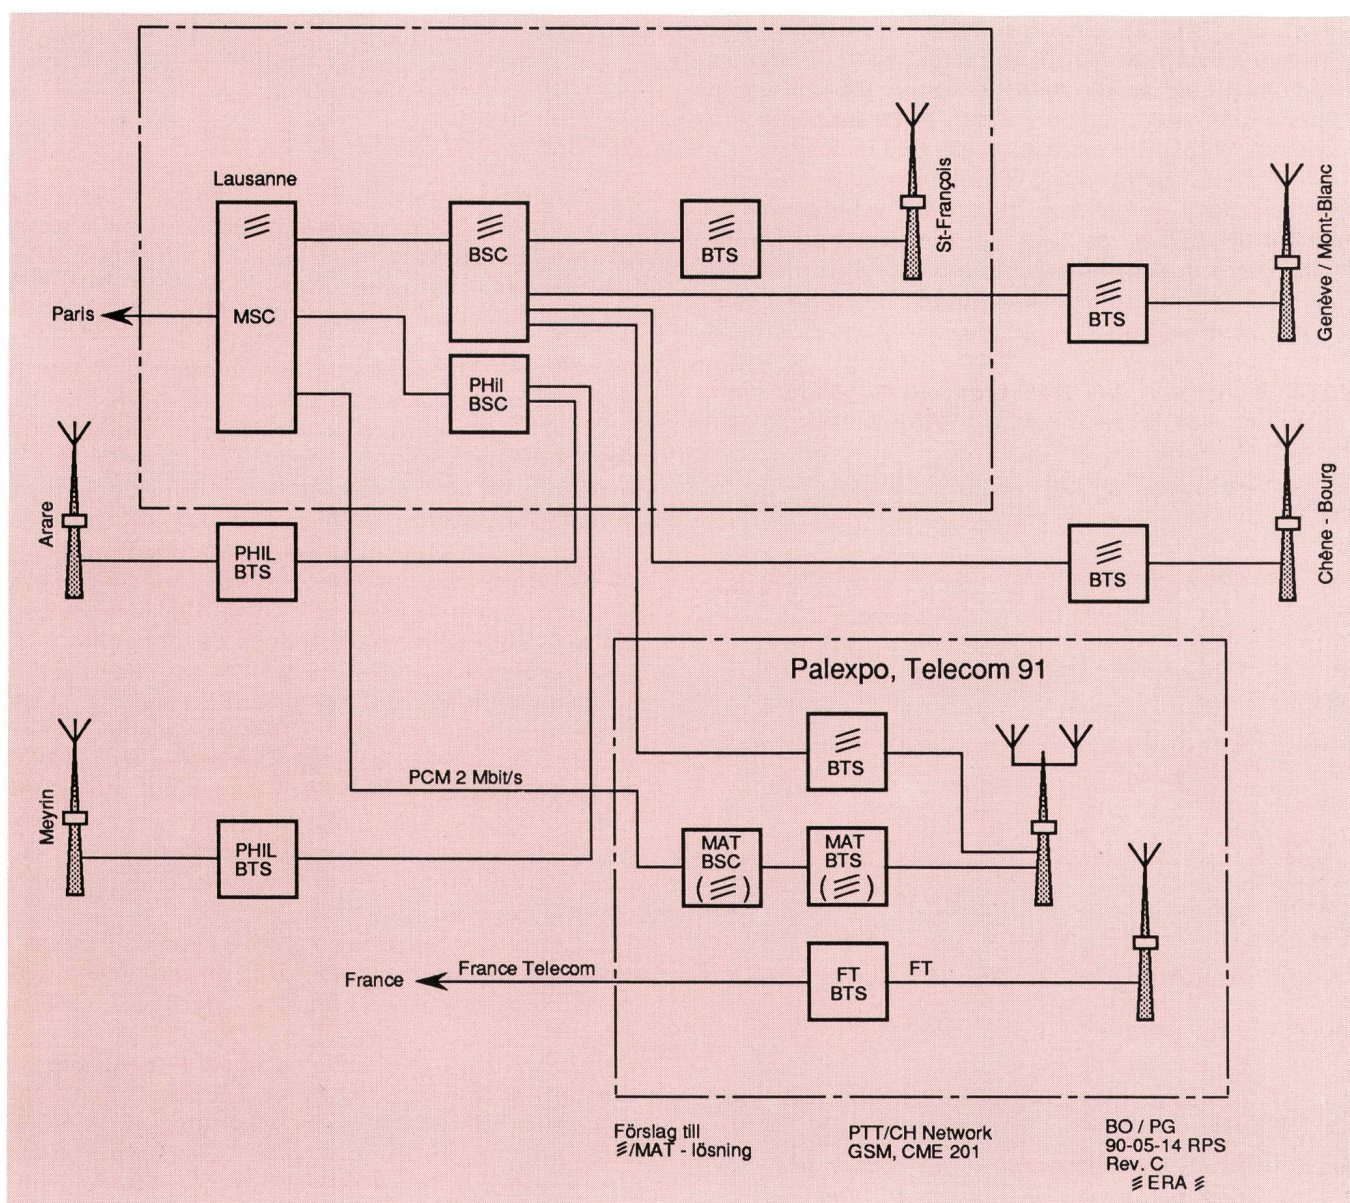 Lausanne
MSC
BSC
BTS
St-François
Genève / Mont-Blanc
BTS
Paris
PHil
BSC
Arare
PHIL
BTS
Chêne - Bourg
BTS
Palexpo, Telecom 91
BTS
PCM 2 Mbit/s
Meyrin
PHIL
BTS
MAT
BSC
( )
MAT
BTS
( )
France
France Telecom
FT
BTS
FT
Förslag till
/MAT - lösning
PTT/CH Network
GSM, CME 201
BO / PG
90-05-14 RPS
Rev. C
ERA